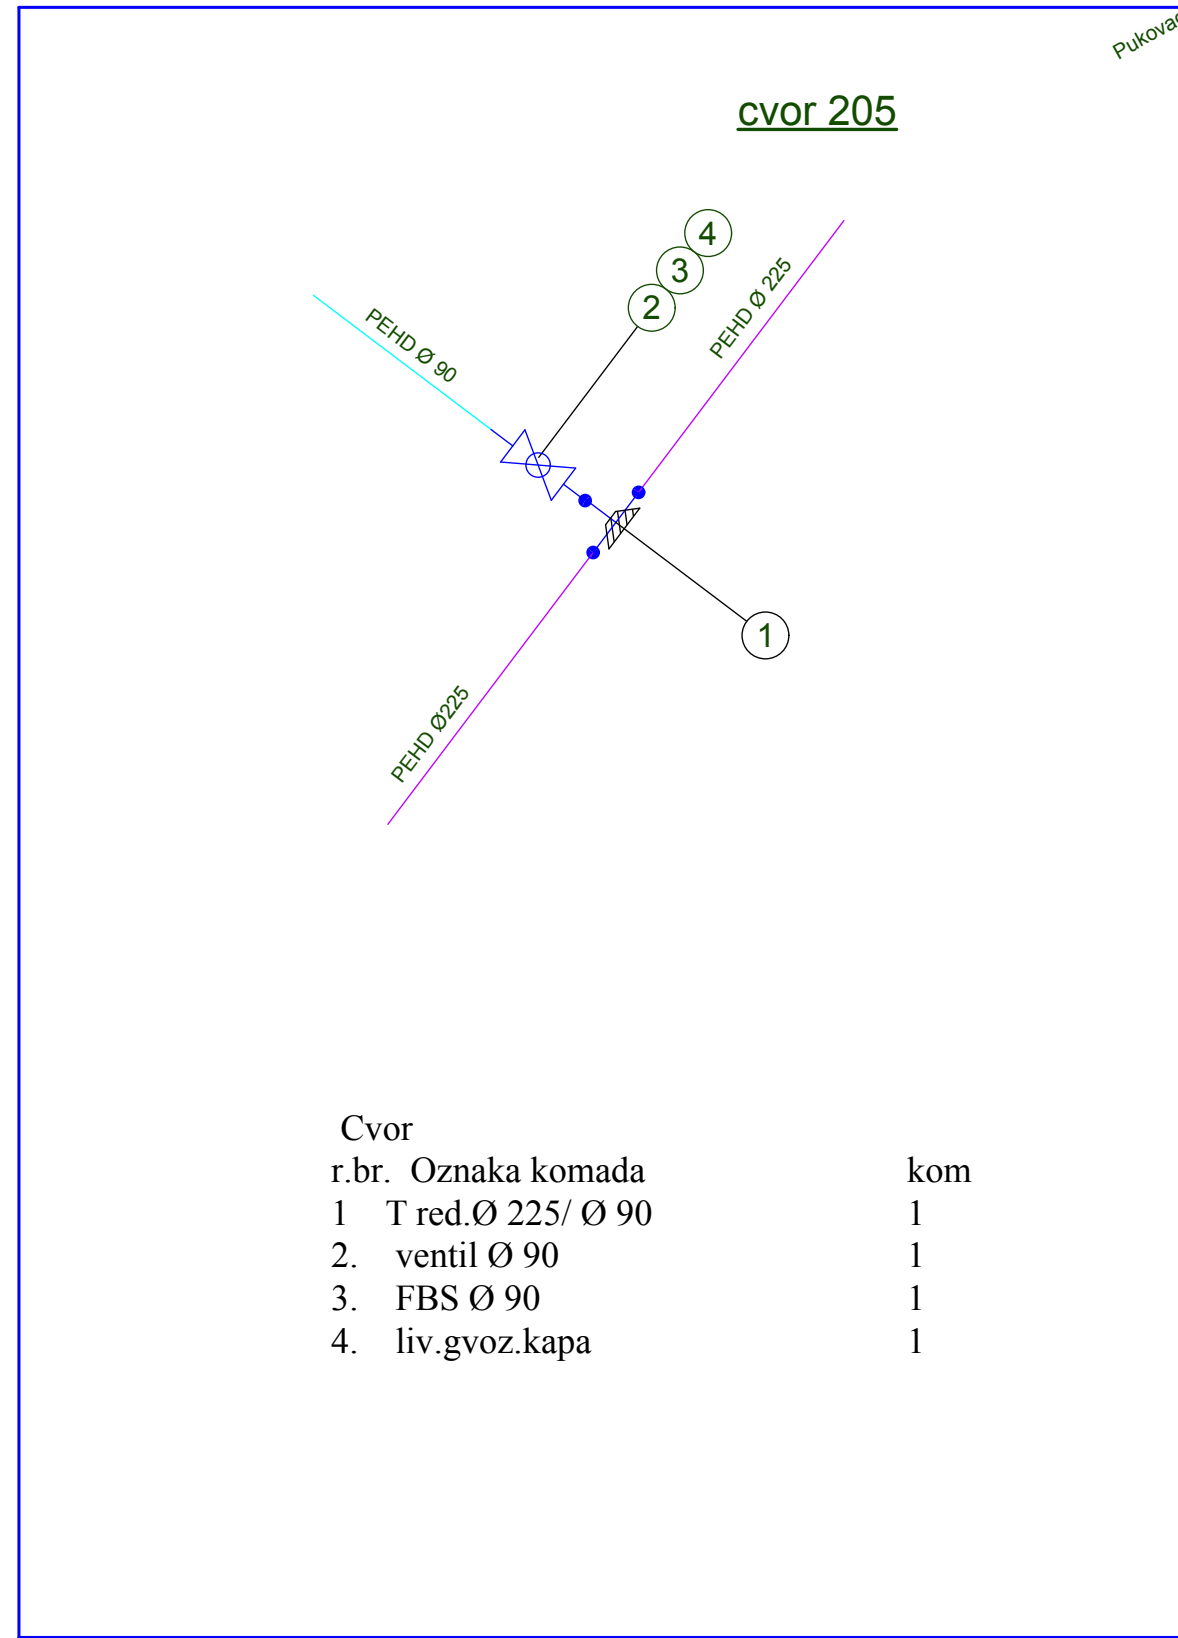 cvor 205
4
3
2
PEHD Ø 225
PEHD Ø 90
1
PEHD Ø225
Cvor
r.br. Oznaka komada kom
1 T red.Ø 225/ Ø 90 1
2. ventil Ø 90 1
3. FBS Ø 90 1
4. liv.gvoz.kapa 1